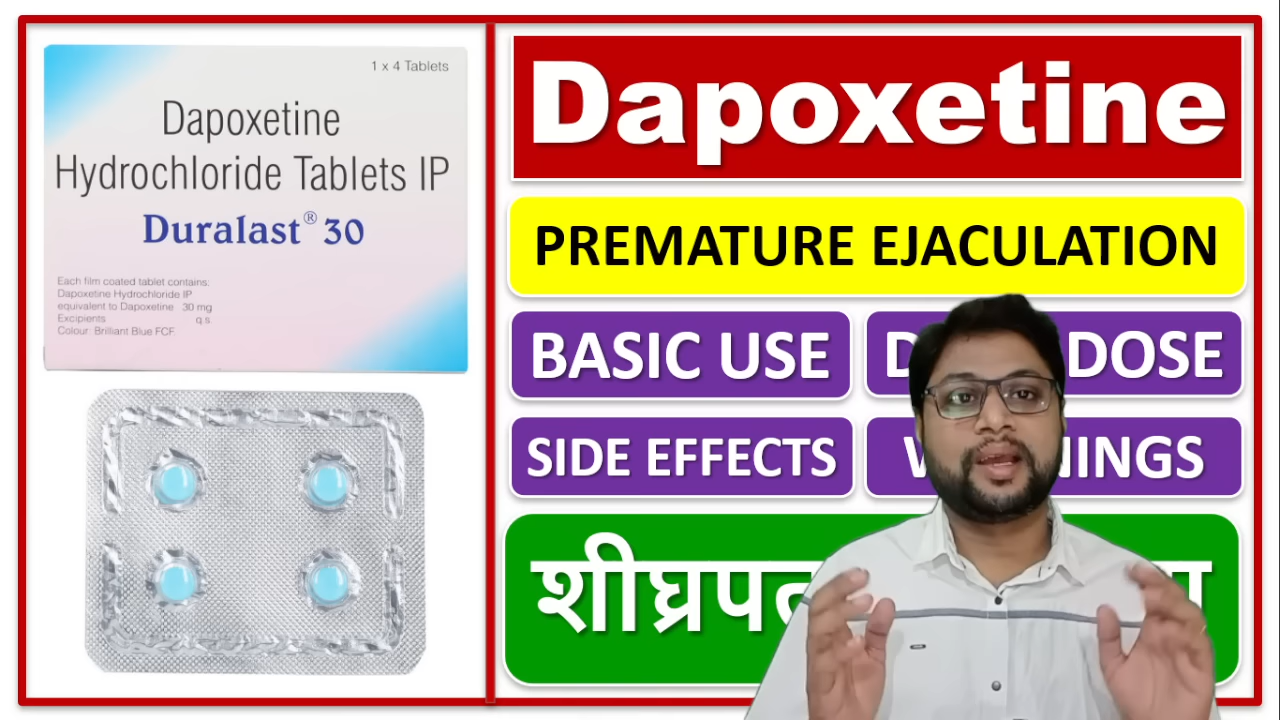 1 x 4 Tablets
Dapoxetine
Hydrochloride Tablets IP
Duralast® 30
Each film coated tablet contains:
Dapoxetine Hydrochloride IP
equivalent to Dapoxetine 30 mg
Excipients q.s.
Colour: Brilliant Blue FCF.
Dapoxetine
PREMATURE EJACULATION
BASIC USE
DOSE
SIDE EFFECTS